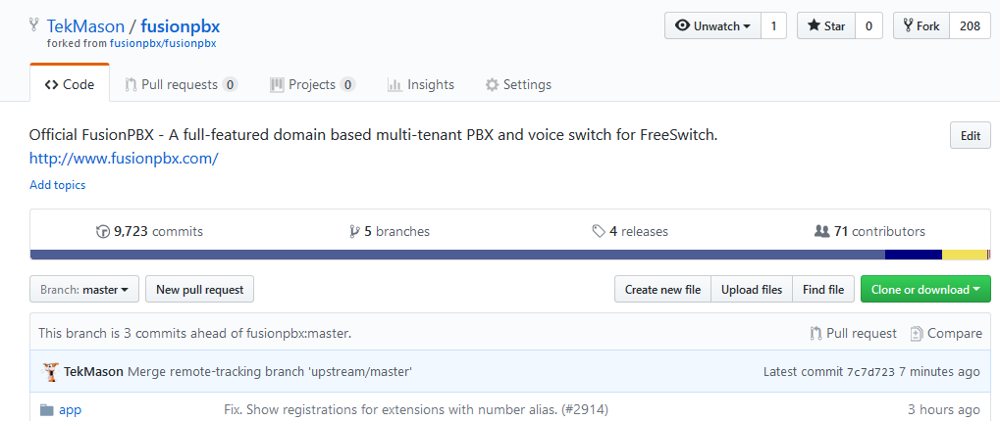 TekMason / fusionpbx Unwatch 1 Star 0 Fork 208
forked from fusionpbx/fusionpbx
Code Pull requests 0 Projects 0 Insights Settings
Official FusionPBX - A full-featured domain based multi-tenant PBX and voice switch for FreeSwitch. Edit
http://www.fusionpbx.com/
Add topics
9,723 commits 5 branches 4 releases 71 contributors
Branch: master New pull request Create new file Upload files Find file Clone or download
This branch is 3 commits ahead of fusionpbx:master. Pull request Compare
TekMason Merge remote-tracking branch 'upstream/master' Latest commit 7c7d723 7 minutes ago
app Fix. Show registrations for extensions with number alias. (#2914) 3 hours ago